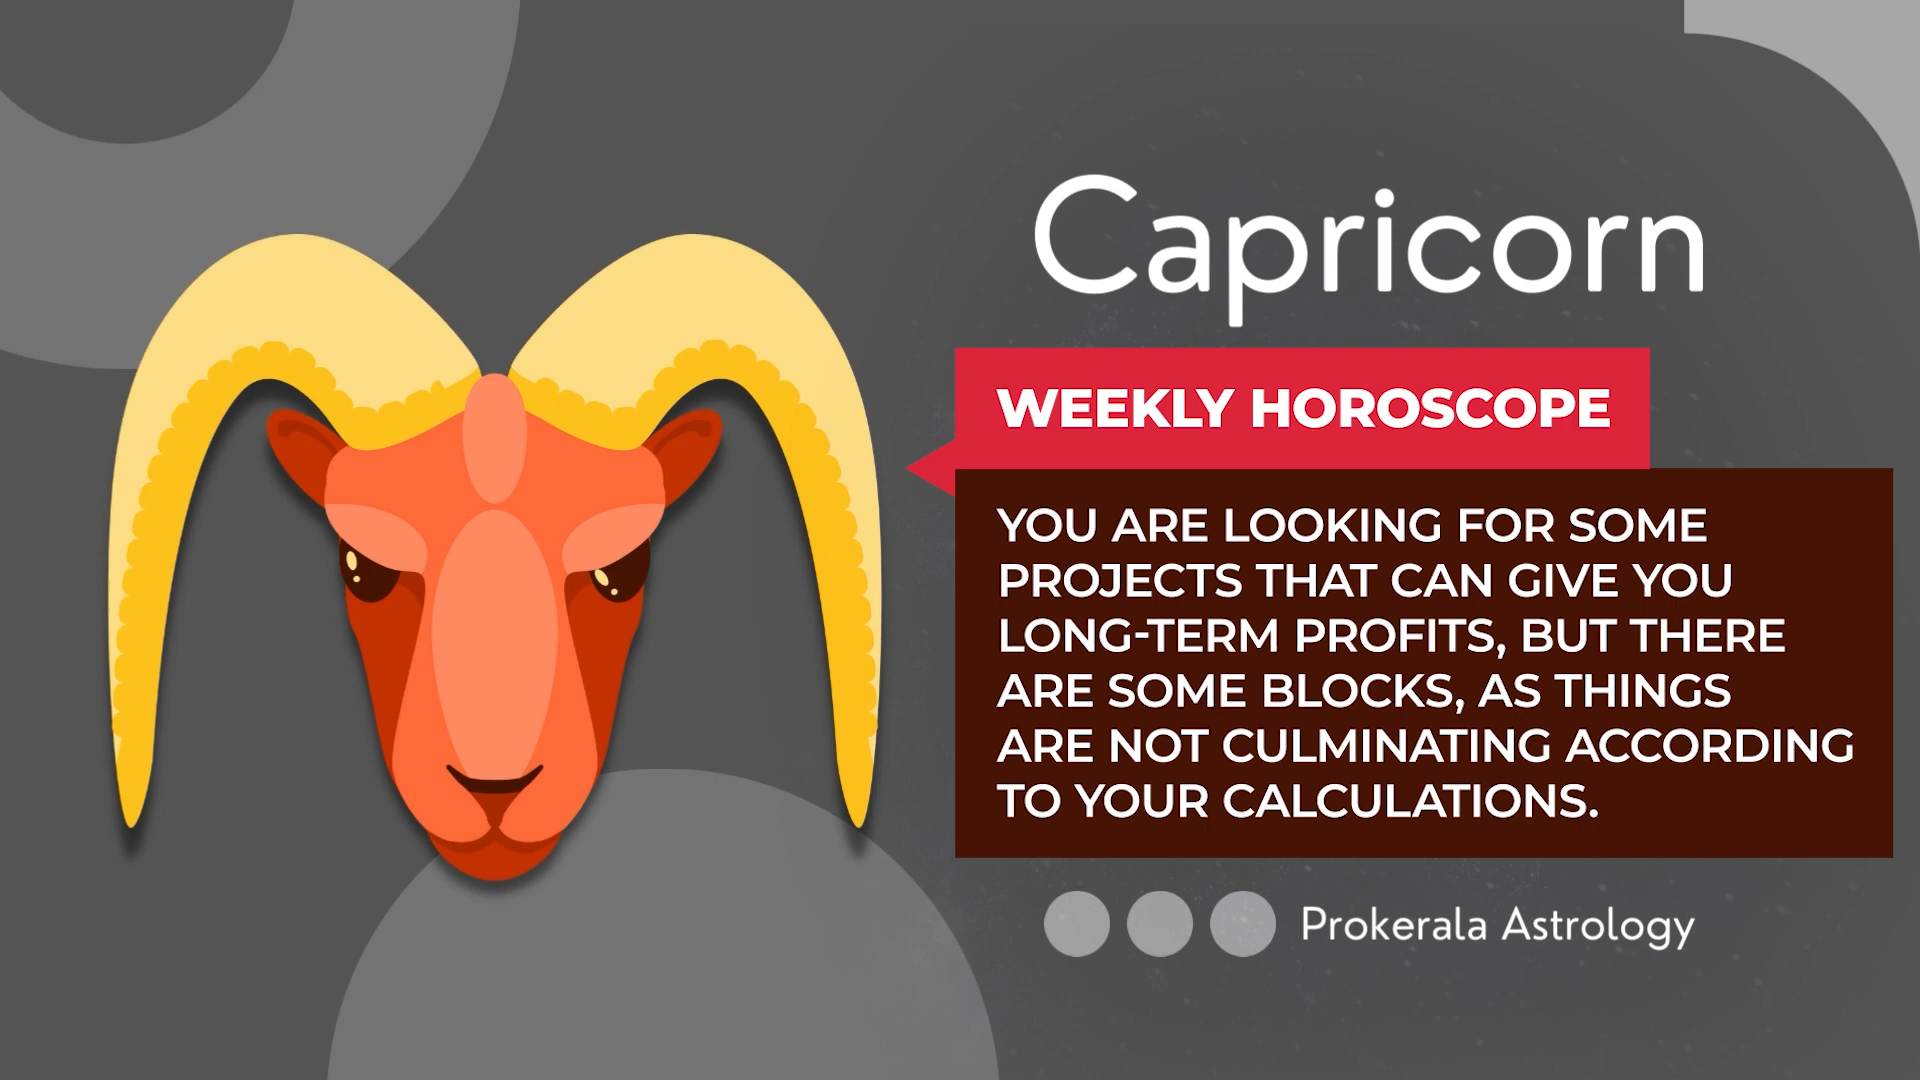 Capricorn
WEEKLY HOROSCOPE
YOU ARE LOOKING FOR SOME
PROJECTS THAT CAN GIVE YOU
LONG-TERM PROFITS, BUT THERE
ARE SOME BLOCKS, AS THINGS
ARE NOT CULMINATING ACCORDING
TO YOUR CALCULATIONS.
Prokerala Astrology